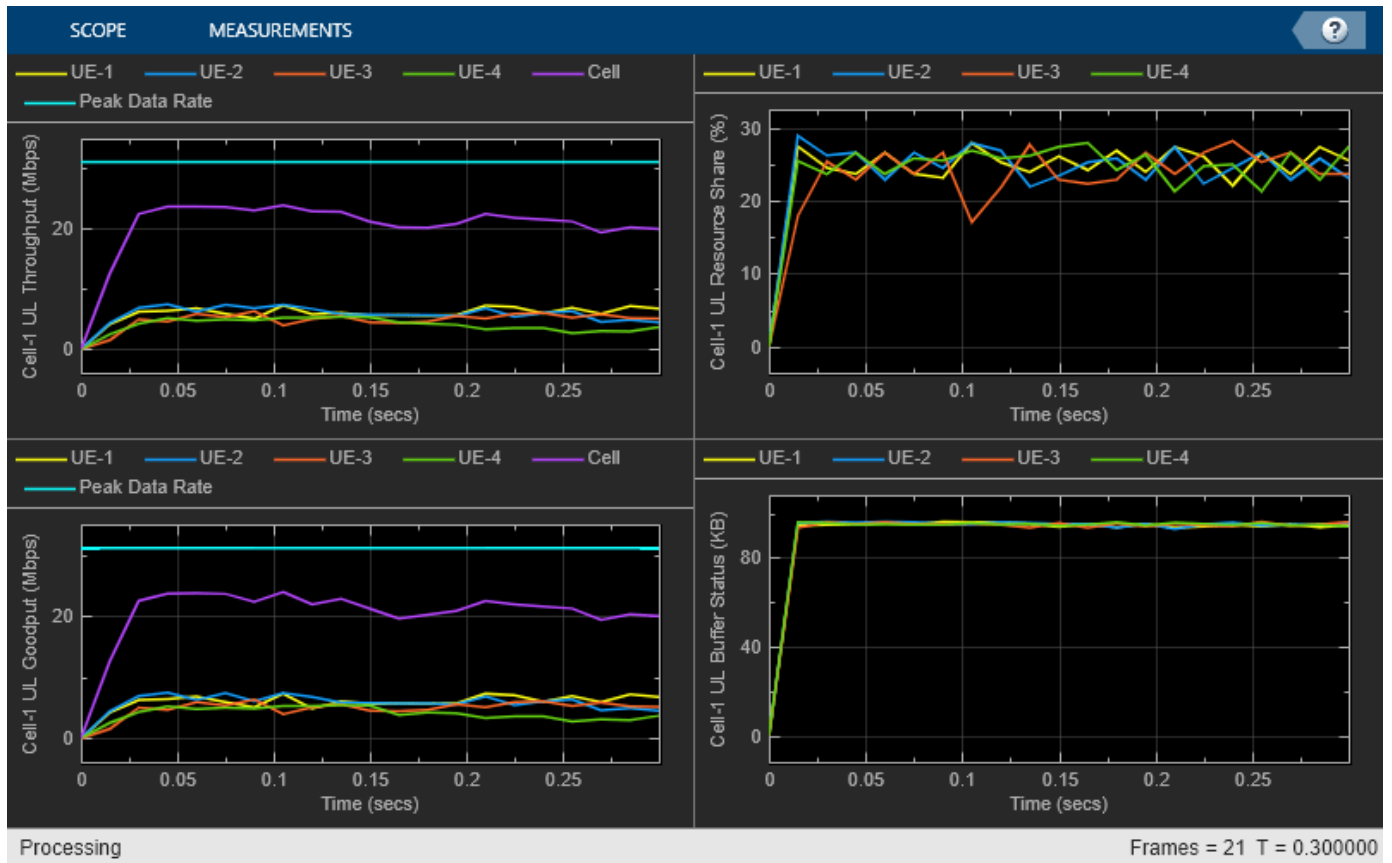 SCOPE MEASUREMENTS ?
UE-1 UE-2 UE-3 UE-4 Cell
Peak Data Rate
Cell-1 UL Throughput (Mbps)
20
0
0 0.05 0.1 0.15 0.2 0.25
Time (secs)
UE-1 UE-2 UE-3 UE-4
Cell-1 UL Resource Share (%)
30
20
10
0
0 0.05 0.1 0.15 0.2 0.25
Time (secs)
UE-1 UE-2 UE-3 UE-4 Cell
Peak Data Rate
Cell-1 UL Goodput (Mbps)
20
0
0 0.05 0.1 0.15 0.2 0.25
Time (secs)
UE-1 UE-2 UE-3 UE-4
Cell-1 UL Buffer Status (KB)
80
40
0
0 0.05 0.1 0.15 0.2 0.25
Time (secs)
Processing Frames = 21 T = 0.300000